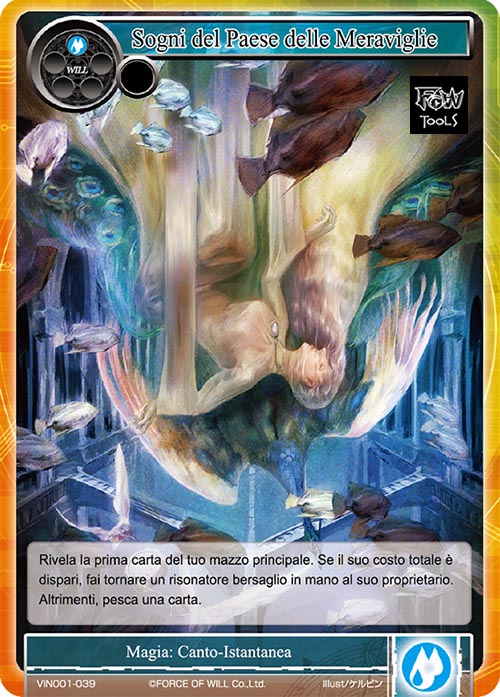 Sogni del Paese delle Meraviglie
WILL
FOW
TOOLS
Rivela la prima carta del tuo mazzo principale. Se il suo costo totale è
dispari, fai tornare un risonatore bersaglio in mano al suo proprietario.
Altrimenti, pesca una carta.
Magia: Canto-Istantanea
VIN001-039 ©FORCE OF WILL Co.,Ltd. Illust/ケルビン